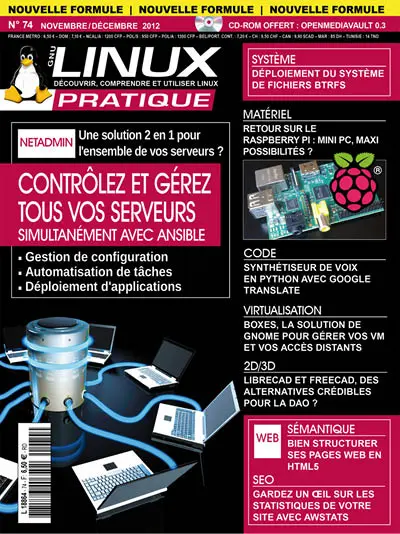 NOUVELLE FORMULE / NOUVELLE FORMULE / NOUVELLE FORMULE
N° 74 NOVEMBRE/DÉCEMBRE 2012
CD-ROM OFFERT : OPENMEDIAVAULT 0.3
GNU
LINUX
DÉCOUVRIR, COMPRENDRE ET UTILISER LINUX
PRATIQUE
NETADMIN
Une solution 2 en 1 pour
l'ensemble de vos serveurs ?
CONTRÔLEZ ET GÉREZ
TOUS VOS SERVEURS
SIMULTANÉMENT AVEC ANSIBLE
▪ Gestion de configuration
▪ Automatisation de tâches
▪ Déploiement d'applications
SYSTÈME
DÉPLOIEMENT DU SYSTÈME
DE FICHIERS BTRFS
MATÉRIEL
RETOUR SUR LE
RASPBERRY PI : MINI PC, MAXI
POSSIBILITÉS ?
CODE
SYNTHÉTISEUR DE VOIX
EN PYTHON AVEC GOOGLE
TRANSLATE
VIRTUALISATION
BOXES, LA SOLUTION DE
GNOME POUR GÉRER VOS VM
ET VOS ACCÈS DISTANTS
2D/3D
LIBRECAD ET FREECAD, DES
ALTERNATIVES CRÉDIBLES
POUR LA DAO ?
WEB
SÉMANTIQUE
BIEN STRUCTURER
SES PAGES WEB EN
HTML5
SEO
GARDEZ UN ŒIL SUR LES
STATISTIQUES DE VOTRE
SITE AVEC AWSTATS
L 18864 - 74 - F: 6,50 € - RD